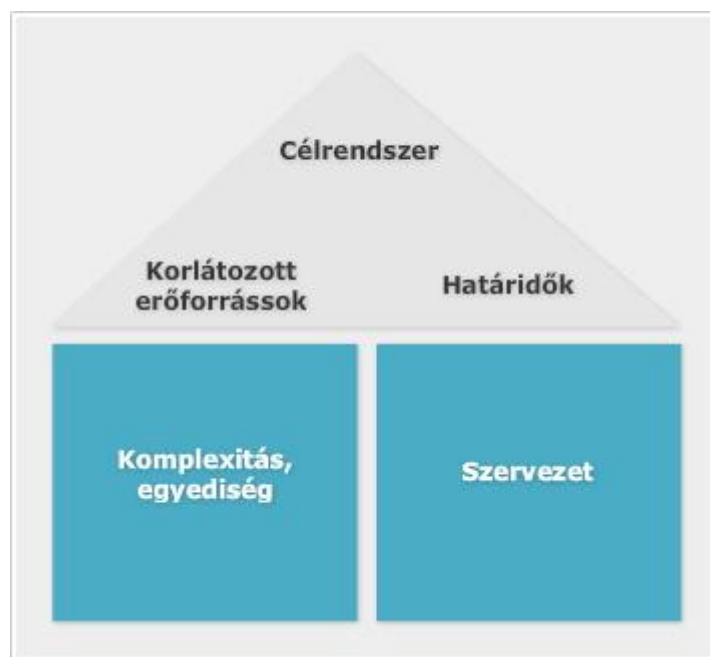 Célrendszer
Korlátozott
erőforrássok
Határidők
Komplexitás,
egyediség
Szervezet